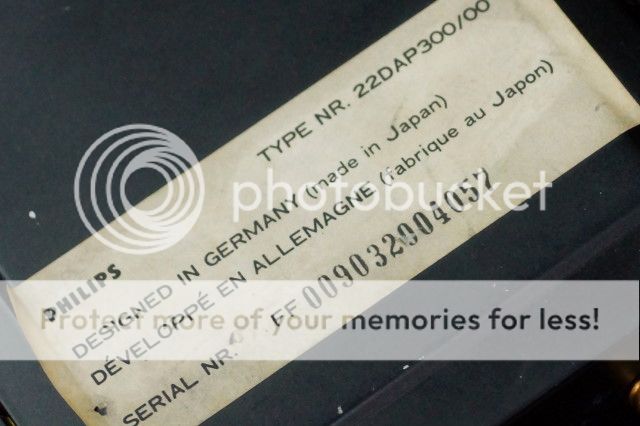 TYPE NR. 22DAP300/00
PHILIPS
DESIGNED IN GERMANY (made in Japan)
DÉVELOPPÉ EN ALLEMAGNE (fabrique au Japon)
SERIAL NR. FF 009032904057
photobucket
Protect more of your memories for less!